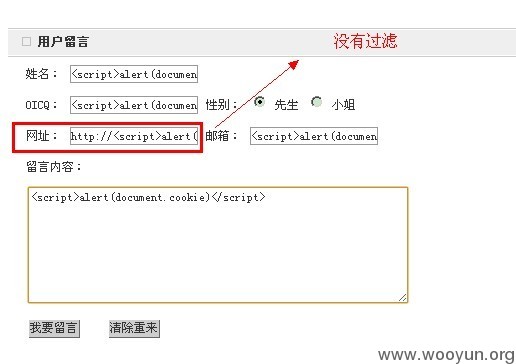 用户留言
没有过滤
姓名： <script>alert(documen
OICQ： <script>alert(documen 性别： 先生 小姐
网址： http://<script>alert( 邮箱： <script>alert(documen
留言内容：
<script>alert(document.cookie)</script>
我要留言 清除重来
www.wooyun.org